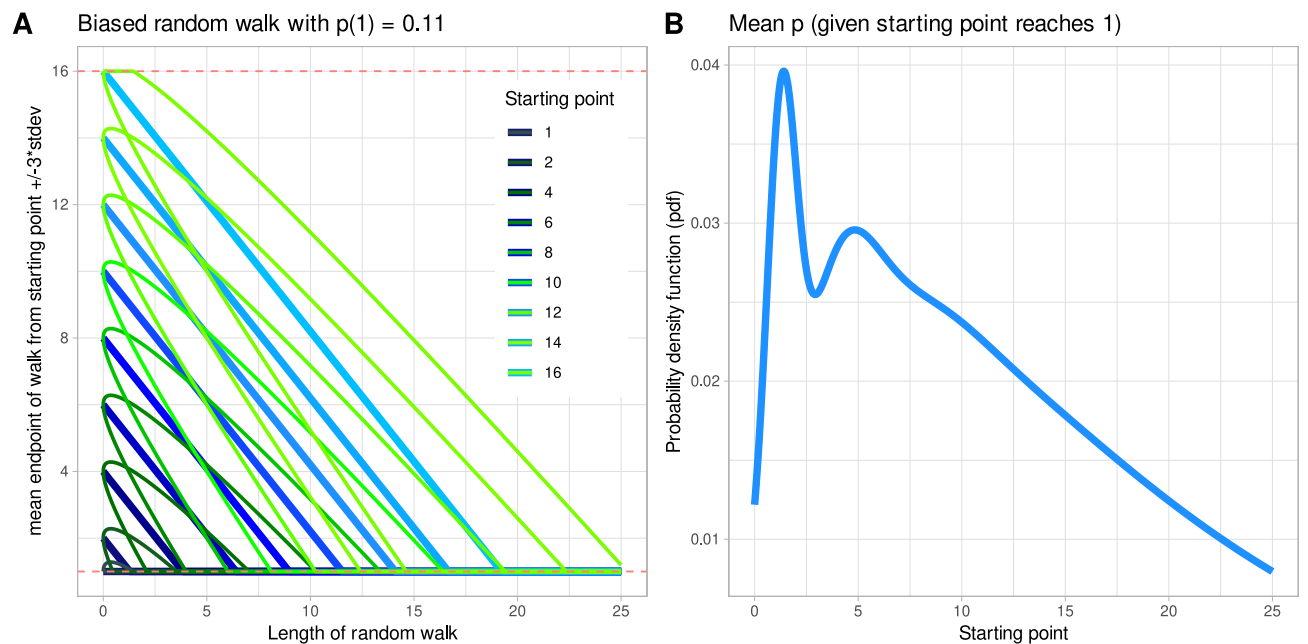 A
Biased random walk with p(1) = 0.11
mean endpoint of walk from starting point +/-3*stdev
16
12
8
4
Starting point
1
2
4
6
8
10
12
14
16
0 5 10 15 20 25
Length of random walk
B
Mean p (given starting point reaches 1)
Probability density function (pdf)
0.04
0.03
0.02
0.01
0 5 10 15 20 25
Starting point